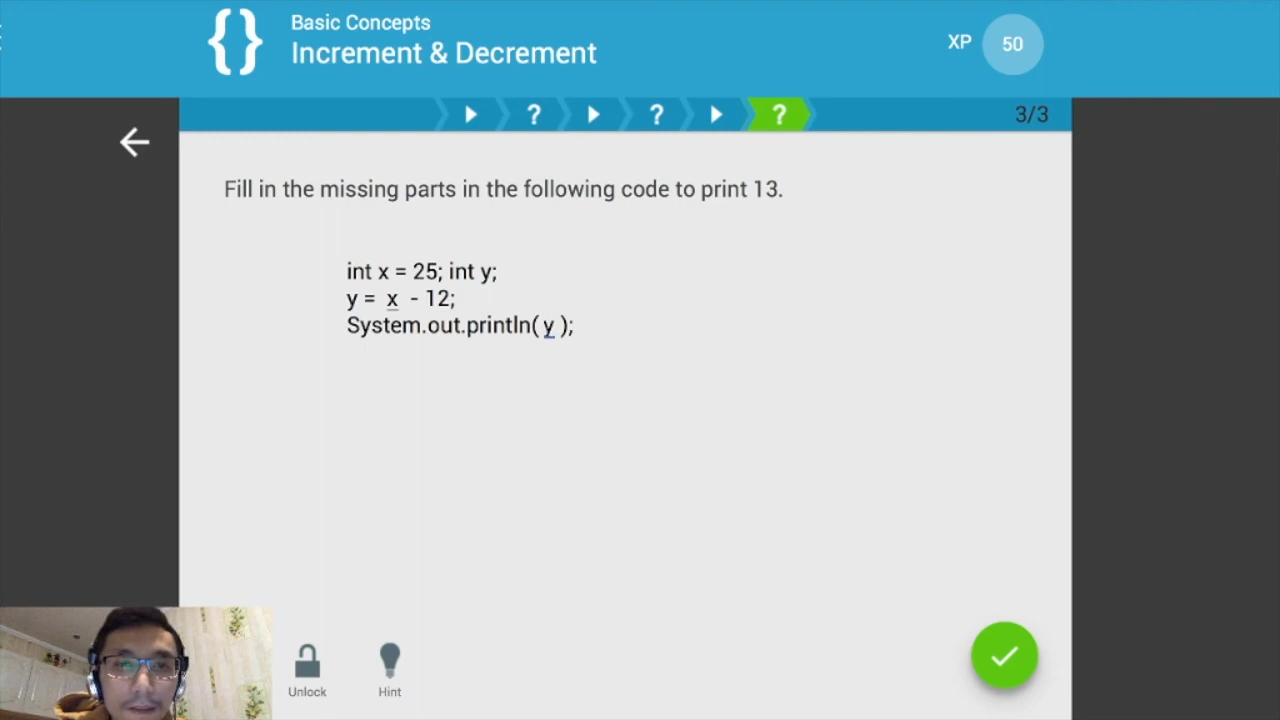 Basic Concepts
Increment & Decrement
XP 50
? ? ? 3/3
Fill in the missing parts in the following code to print 13.
int x = 25; int y;
y = x - 12;
System.out.println( y );
Unlock Hint